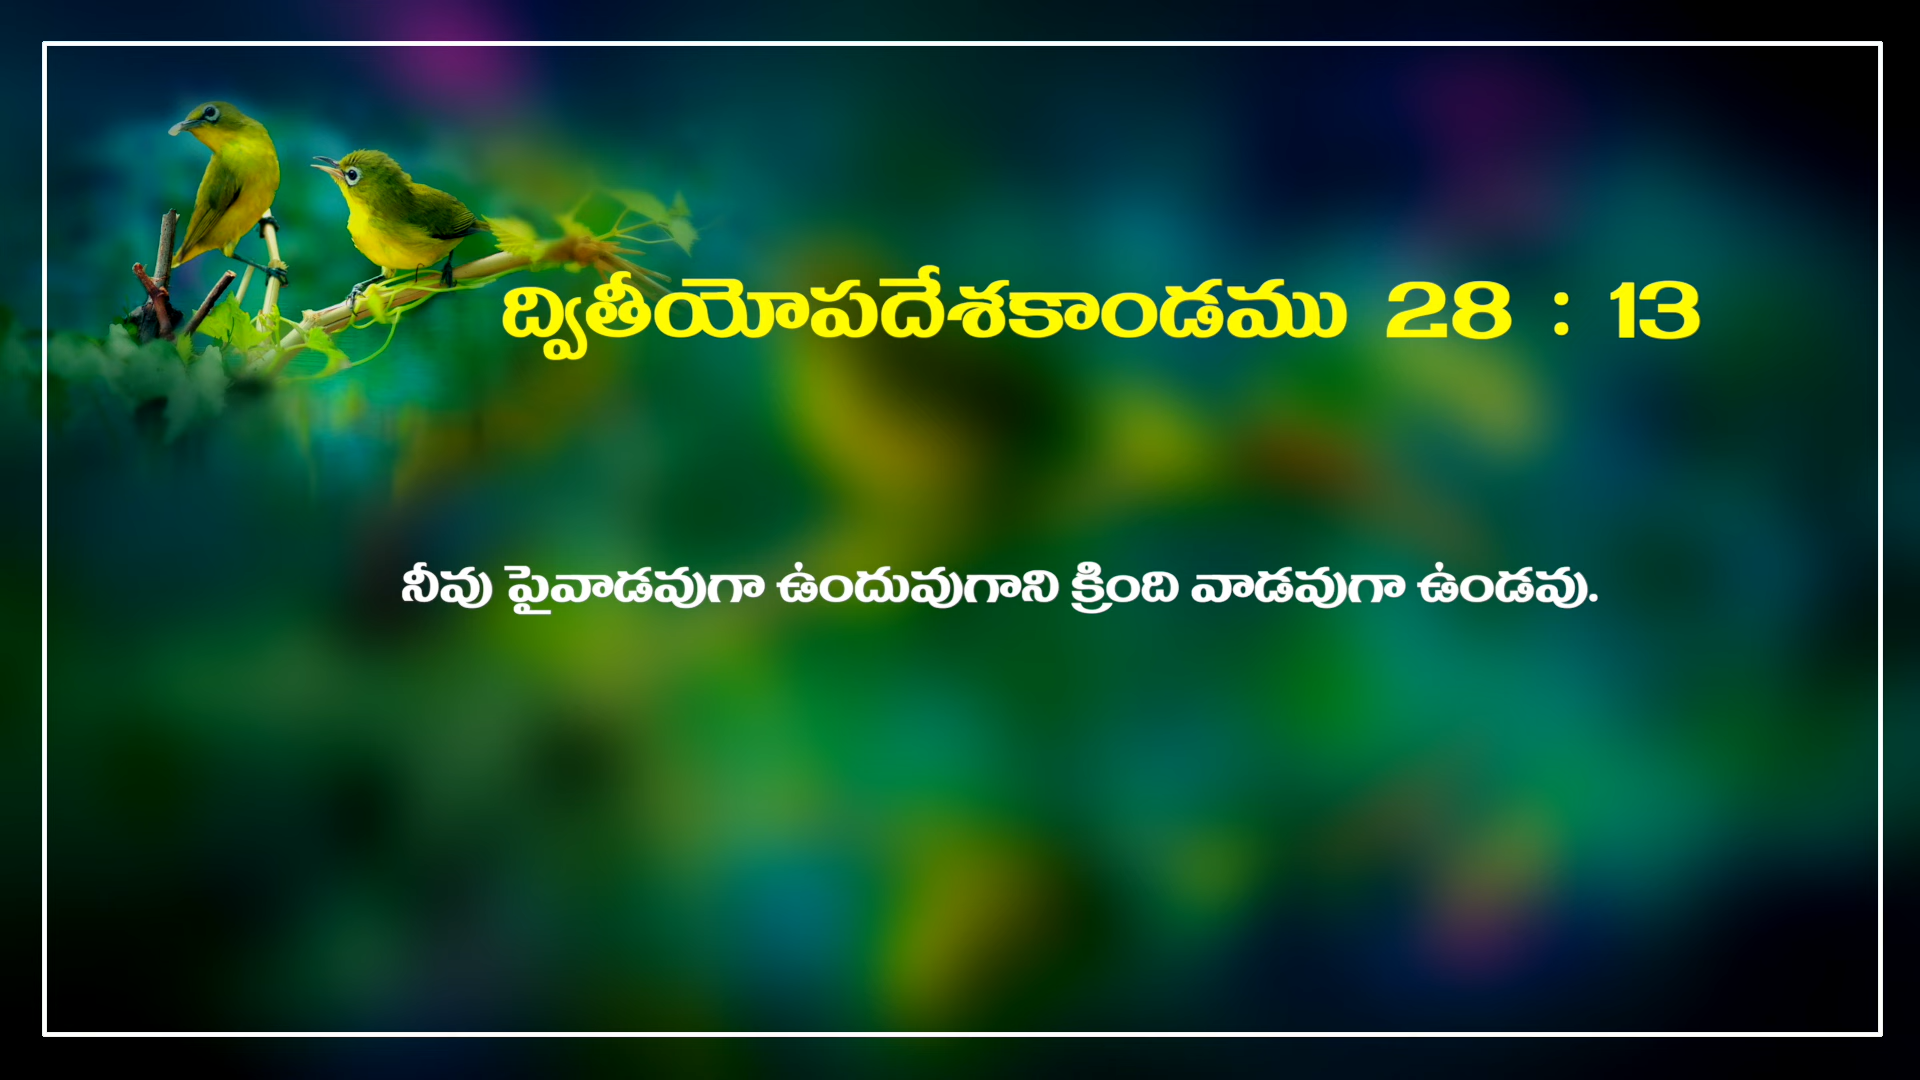 ద్వితీయోపదేశకాండము 28 : 13
నీవు పైవాడవుగా ఉందువుగాని క్రింది వాడవుగా ఉండవు.